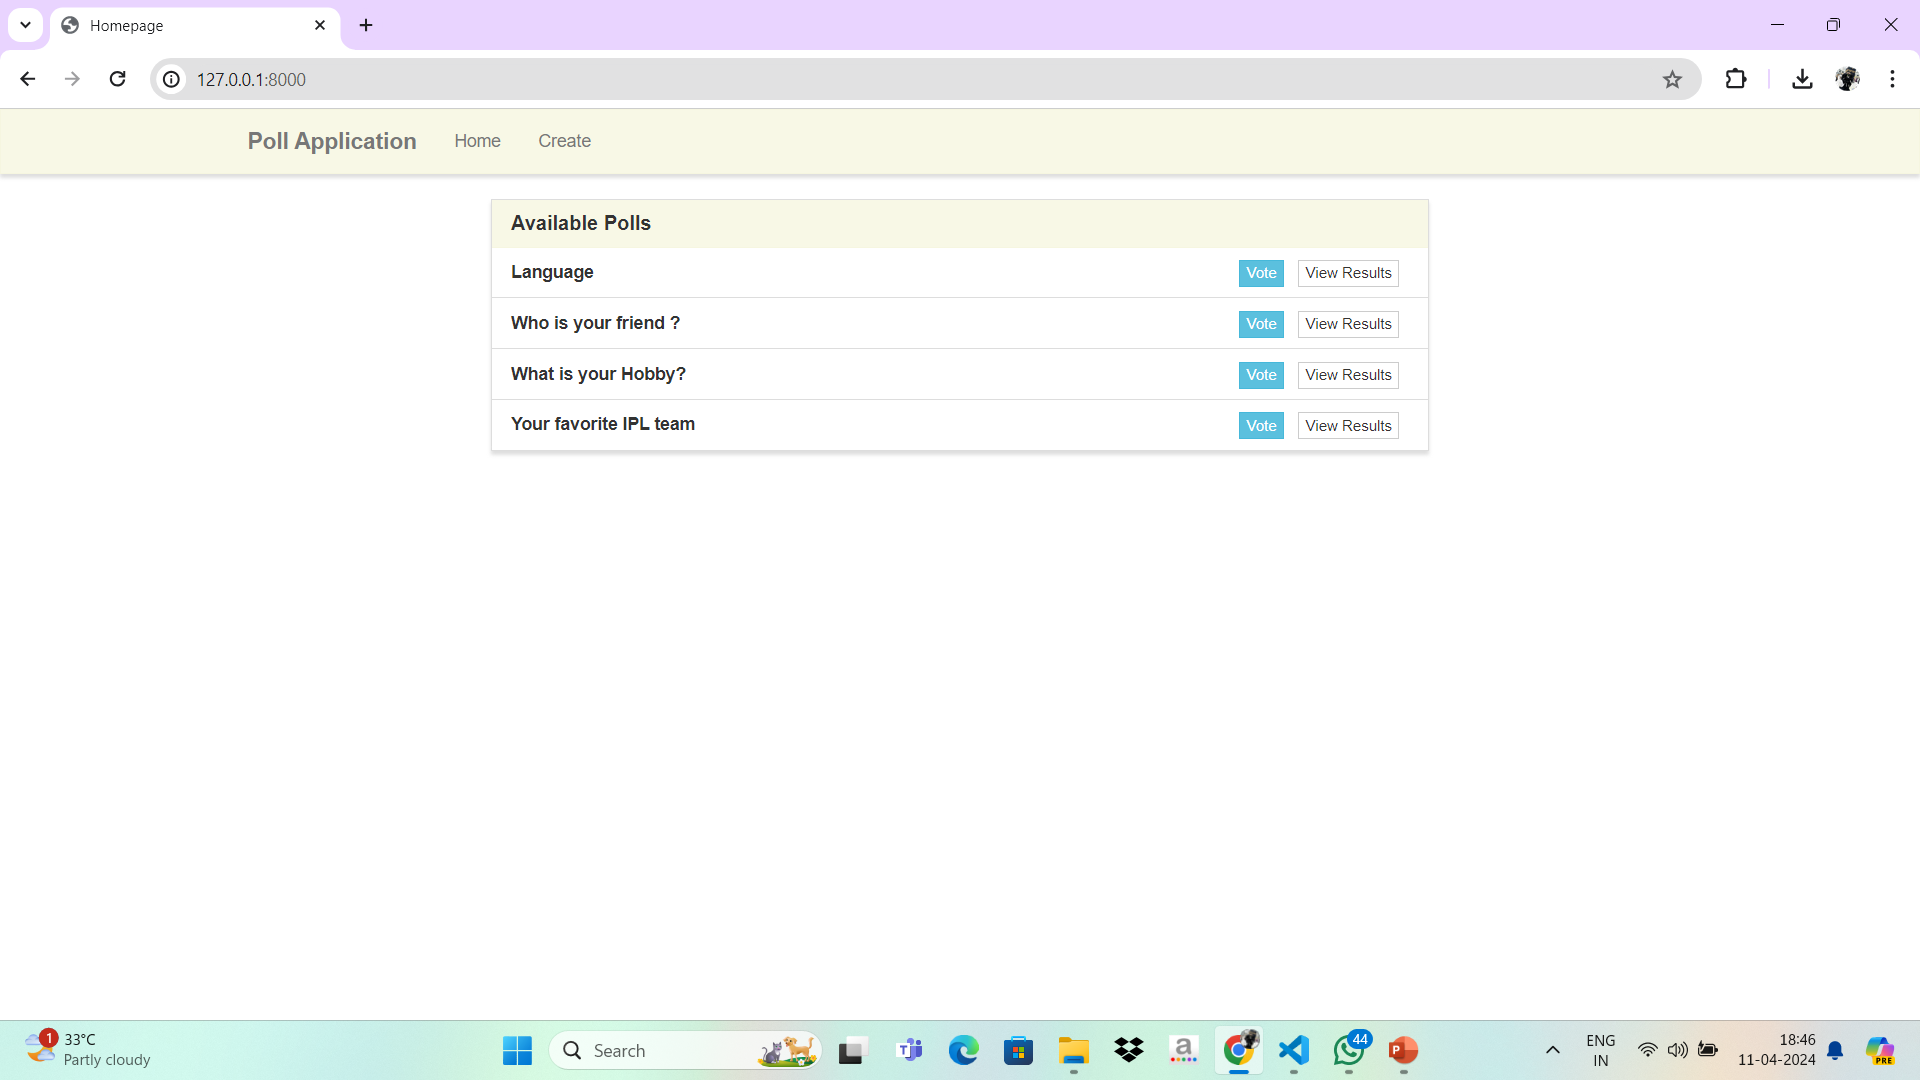 Homepage
127.0.0.1:8000
Poll Application Home Create
Available Polls
Language Vote View Results
Who is your friend ? Vote View Results
What is your Hobby? Vote View Results
Your favorite IPL team Vote View Results
1
33°C
Partly cloudy
Search
T
a
44
P
ENG
IN
18:46
11-04-2024
PRE